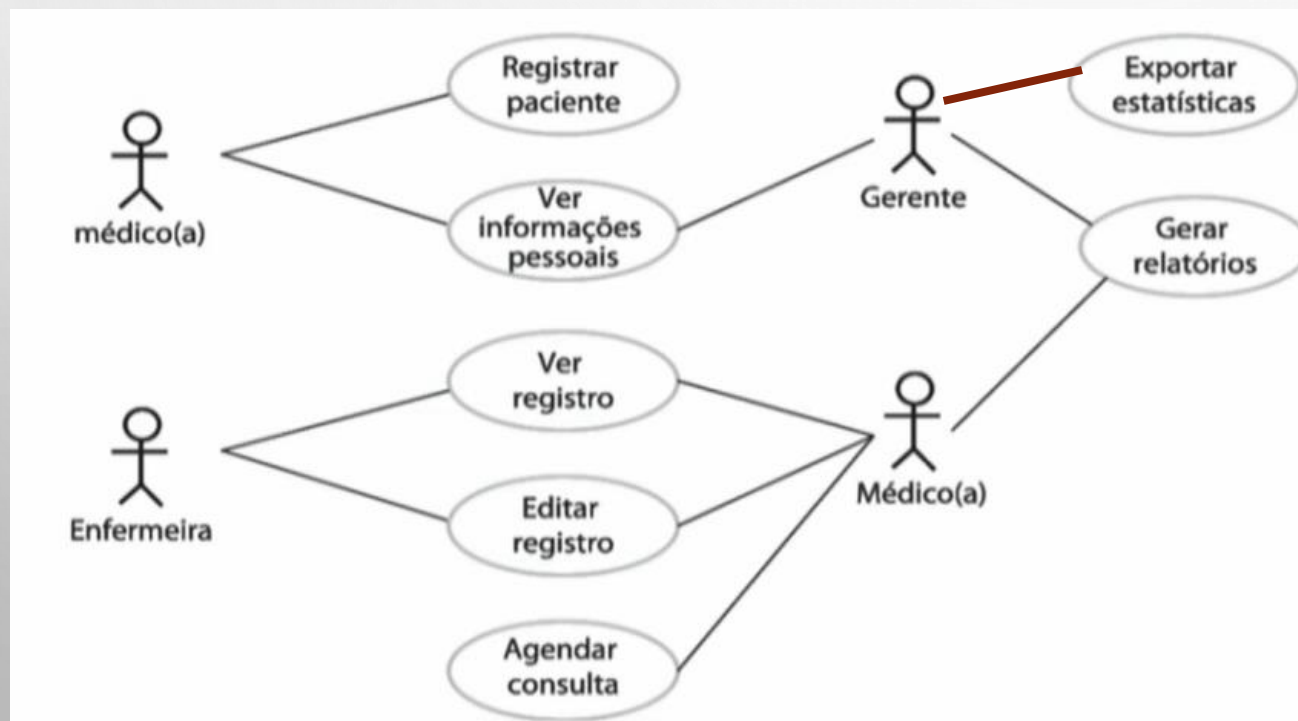 Registrar
paciente
médico(a)
Ver
informações
pessoais
Gerente
Exportar
estatísticas
Gerar
relatórios
Enfermeira
Ver
registro
Editar
registro
Médico(a)
Agendar
consulta